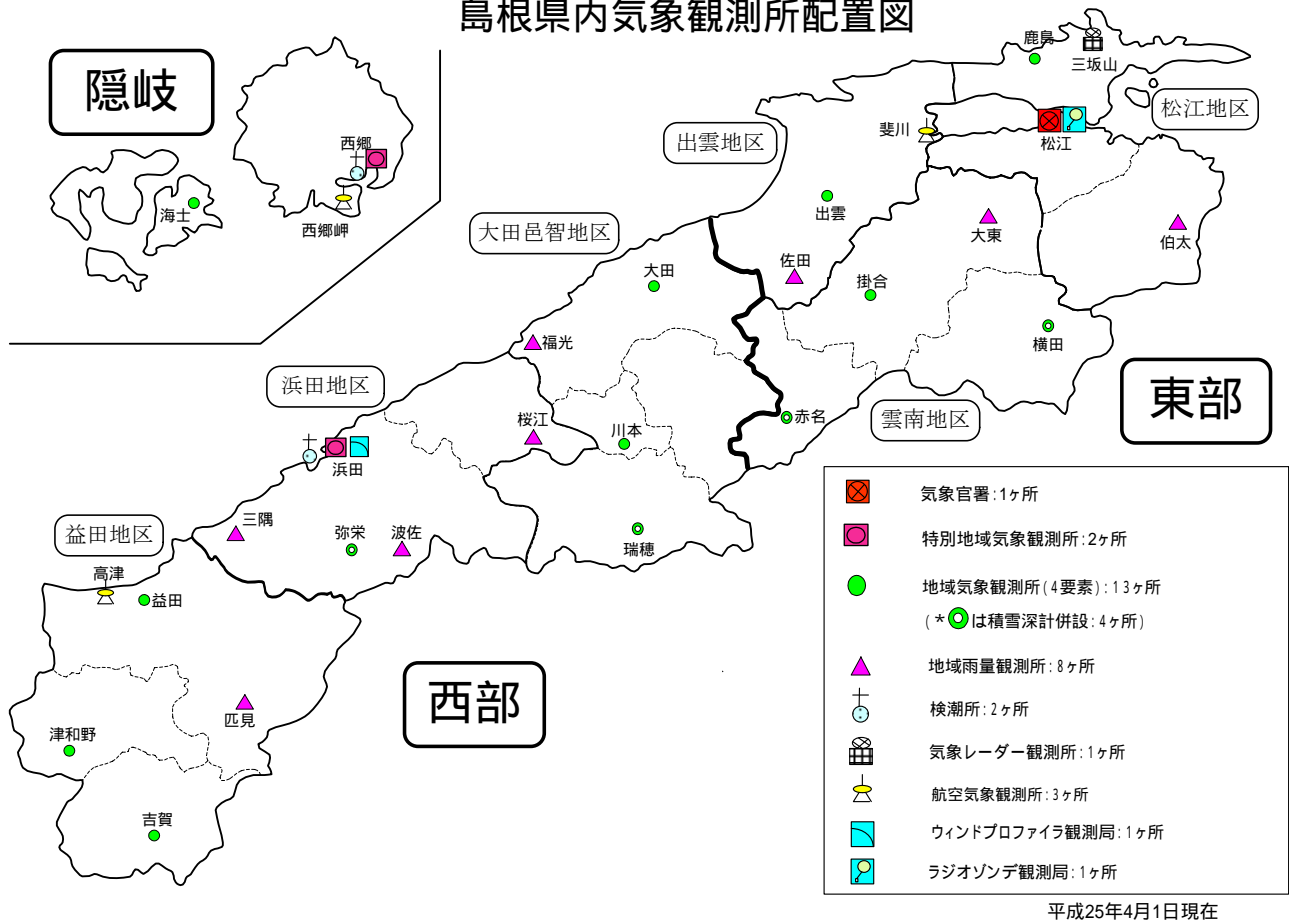 島根県内気象観測所配置図
隠岐
西郷
海士
西郷岬
鹿島
三坂山
松江地区
斐川
松江
出雲地区
出雲
大東
伯太
大田邑智地区
佐田
大田
掛合
福光
横田
浜田地区
東部
桜江
川本
赤名
雲南地区
浜田
益田地区
三隅
弥栄
波佐
瑞穂
高津
益田
西部
匹見
津和野
吉賀
気象官署:1ヶ所
特別地域気象観測所:2ヶ所
地域気象観測所(4要素):13ヶ所
(*◎は積雪深計併設:4ヶ所)
地域雨量観測所:8ヶ所
検潮所:2ヶ所
気象レーダー観測所:1ヶ所
航空気象観測所:3ヶ所
ウィンドプロファイラ観測局:1ヶ所
ラジオゾンデ観測局:1ヶ所
平成25年4月1日現在